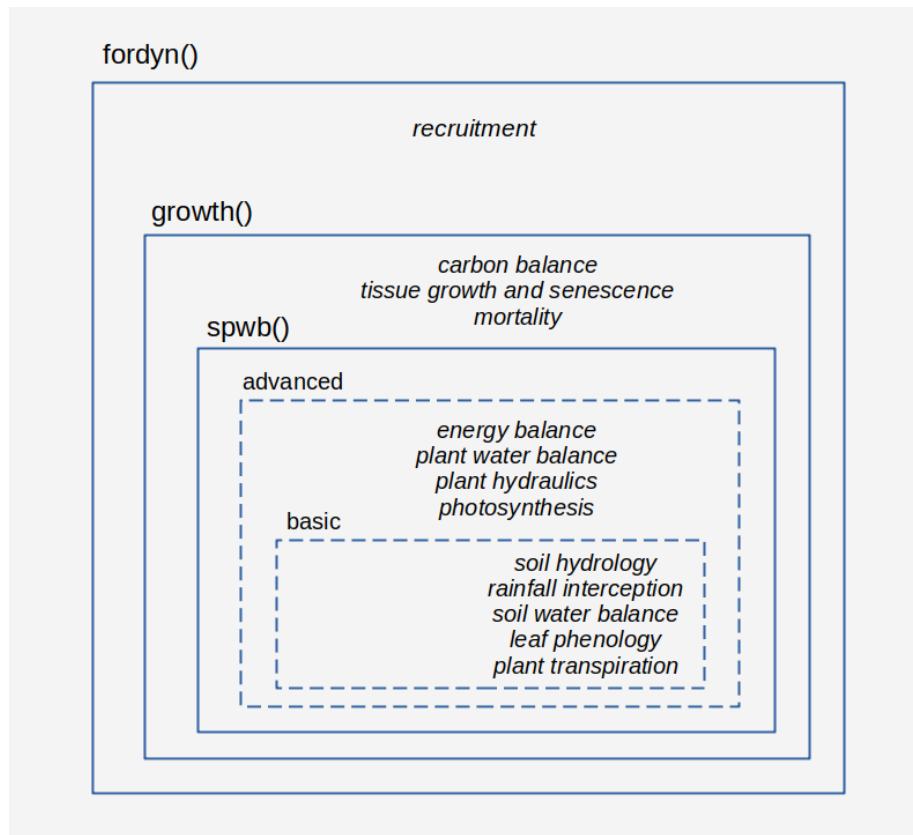 fordyn()
recruitment
growth()
carbon balance
tissue growth and senescence
mortality
spwb()
advanced
energy balance
plant water balance
plant hydraulics
photosynthesis
basic
soil hydrology
rainfall interception
soil water balance
leaf phenology
plant transpiration